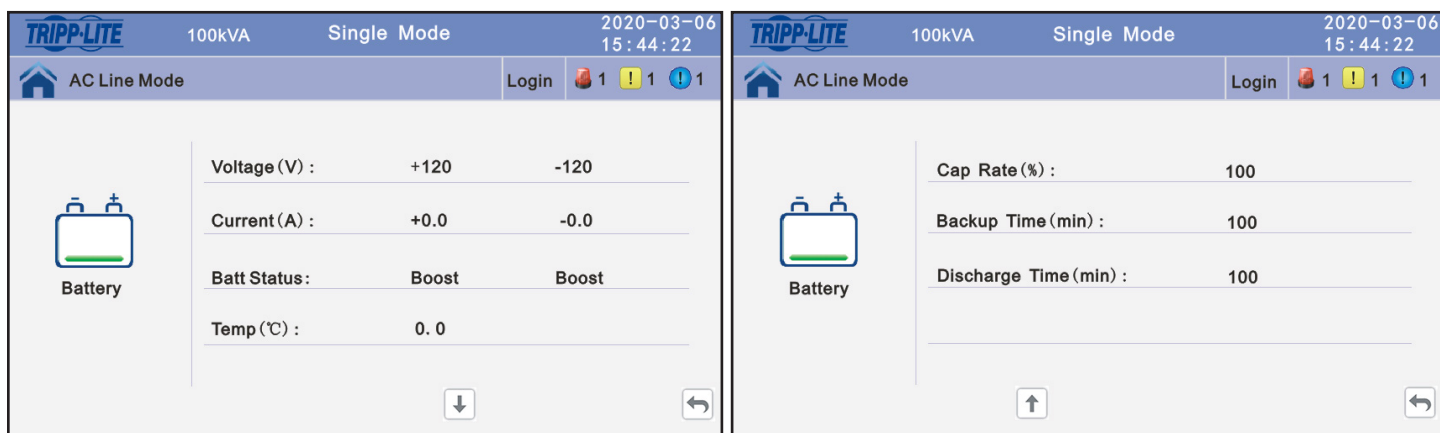 TRIPP·LITE 100kVA Single Mode 2020-03-06
15:44:22
AC Line Mode Login 1 ! 1 ! 1
Voltage(V): +120 -120
Current(A): +0.0 -0.0
Batt Status: Boost Boost
Temp(℃): 0.0
Battery
TRIPP·LITE 100kVA Single Mode 2020-03-06
15:44:22
AC Line Mode Login 1 ! 1 ! 1
Cap Rate(%): 100
Backup Time(min): 100
Discharge Time(min): 100
Battery